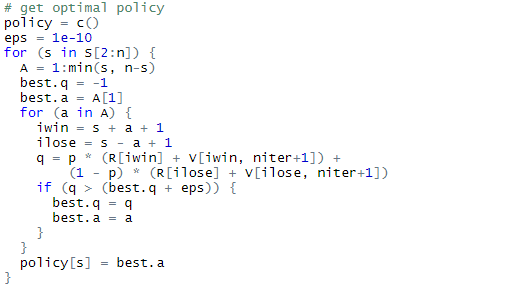 # get optimal policy
policy = c()
eps = 1e-10
for (s in S[2:n]) {
  A = 1:min(s, n-s)
  best.q = -1
  best.a = A[1]
  for (a in A) {
    iwin = s + a + 1
    ilose = s - a + 1
    q = p * (R[iwin] + V[iwin, niter+1]) +
        (1 - p) * (R[ilose] + V[ilose, niter+1])
    if (q > (best.q + eps)) {
      best.q = q
      best.a = a
    }
  }
  policy[s] = best.a
}